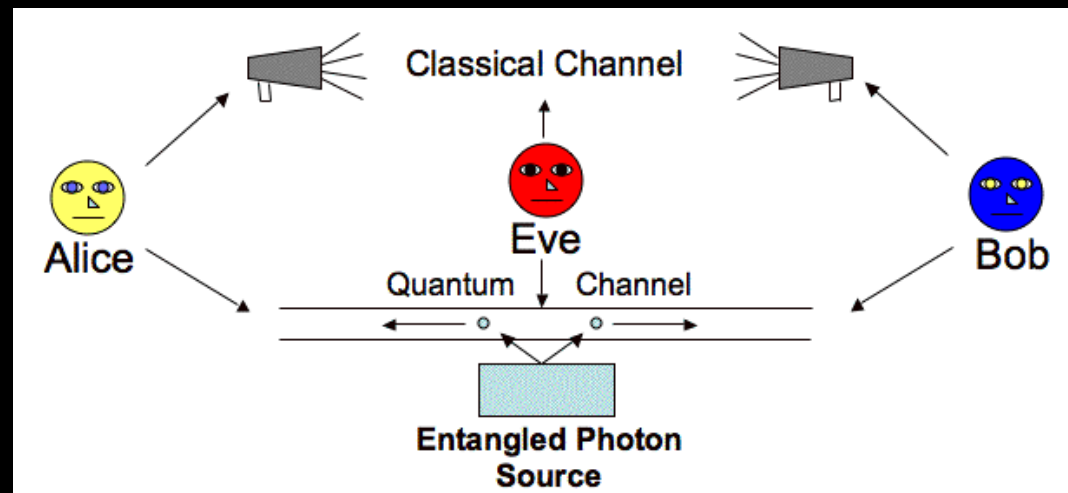 Classical Channel
Alice
Eve
Bob
Quantum Channel
Entangled Photon
Source